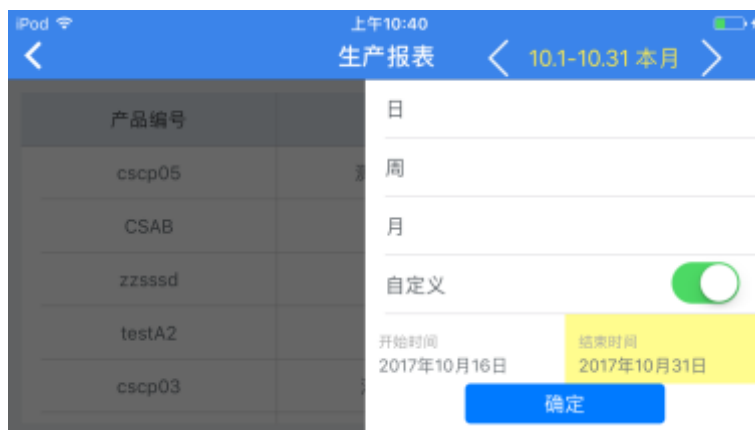 iPod 上午10:40
生产报表 10.1-10.31 本月
产品编号
日
cscp05
周
CSAB
月
zzsssd
自定义
testA2
开始时间 结束时间
2017年10月16日 2017年10月31日
cscp03
确定